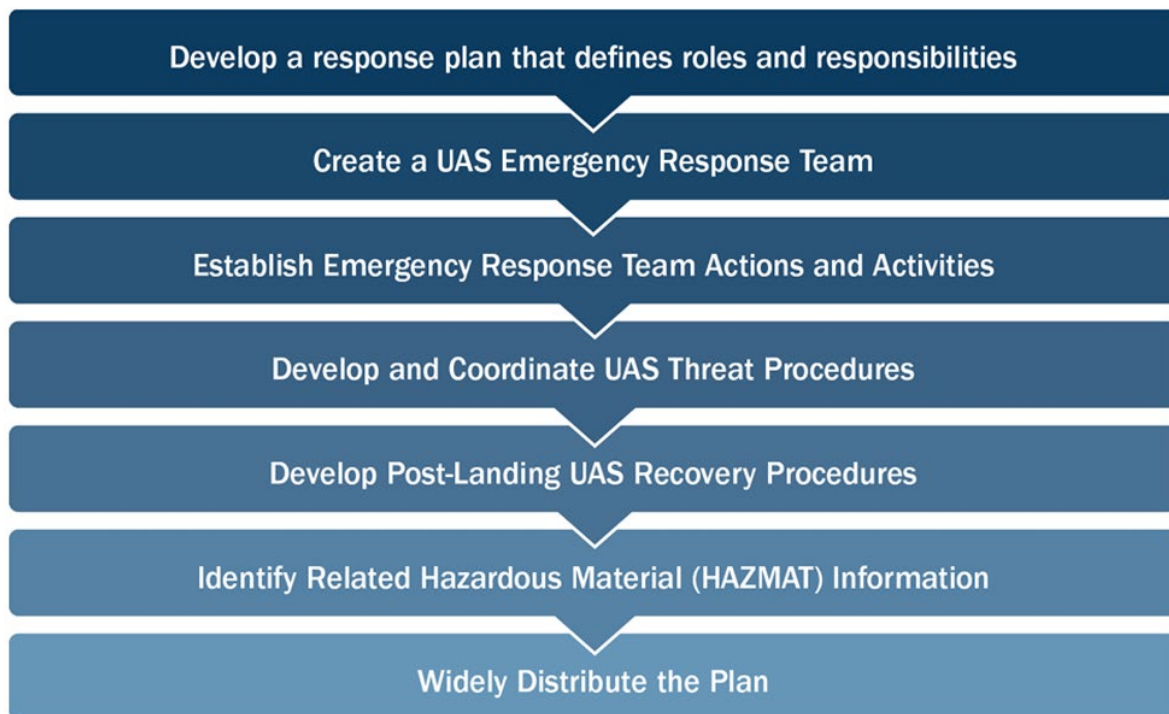 Develop a response plan that defines roles and responsibilities
Create a UAS Emergency Response Team
Establish Emergency Response Team Actions and Activities
Develop and Coordinate UAS Threat Procedures
Develop Post-Landing UAS Recovery Procedures
Identify Related Hazardous Material (HAZMAT) Information
Widely Distribute the Plan